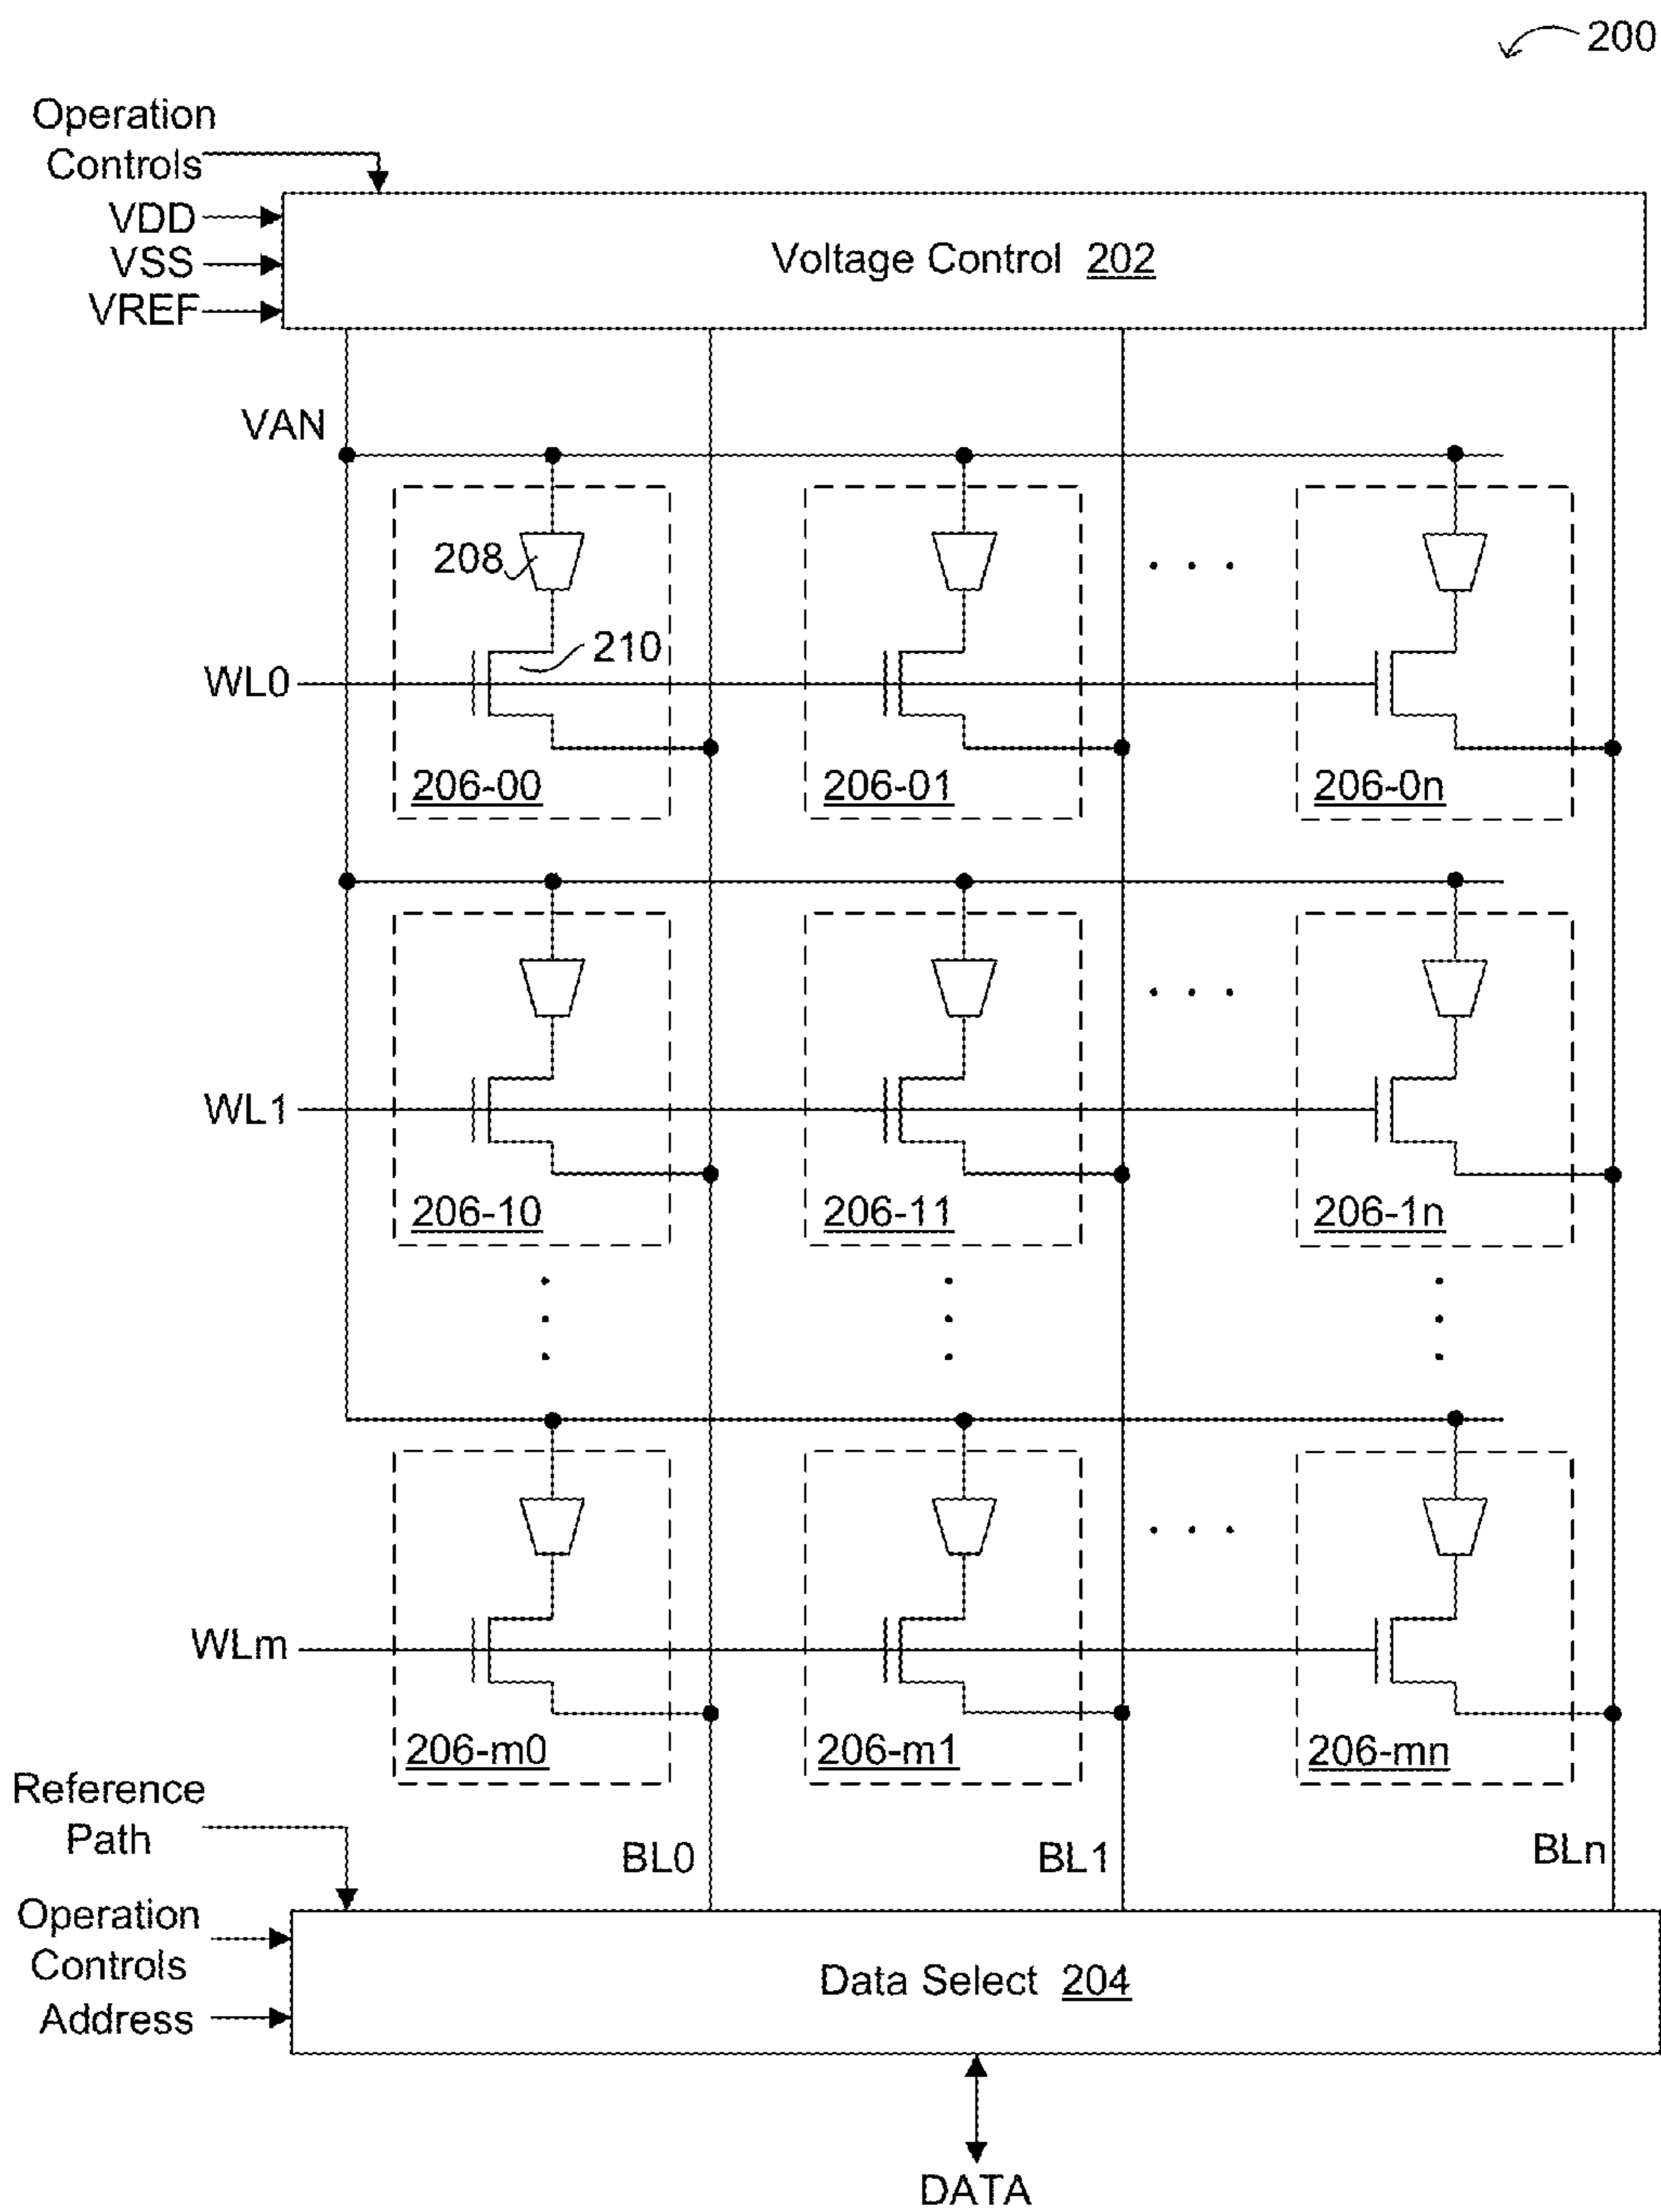 200
Operation
Controls
VDD
VSS
VREF
Voltage Control 202
VAN
208
210
WL0
206-00
206-01
. . .
206-0n
WL1
206-10
206-11
. . .
206-1n
WLm
206-m0
206-m1
. . .
206-mn
Reference
Path
BL0
BL1
BLn
Operation
Controls
Address
Data Select 204
DATA